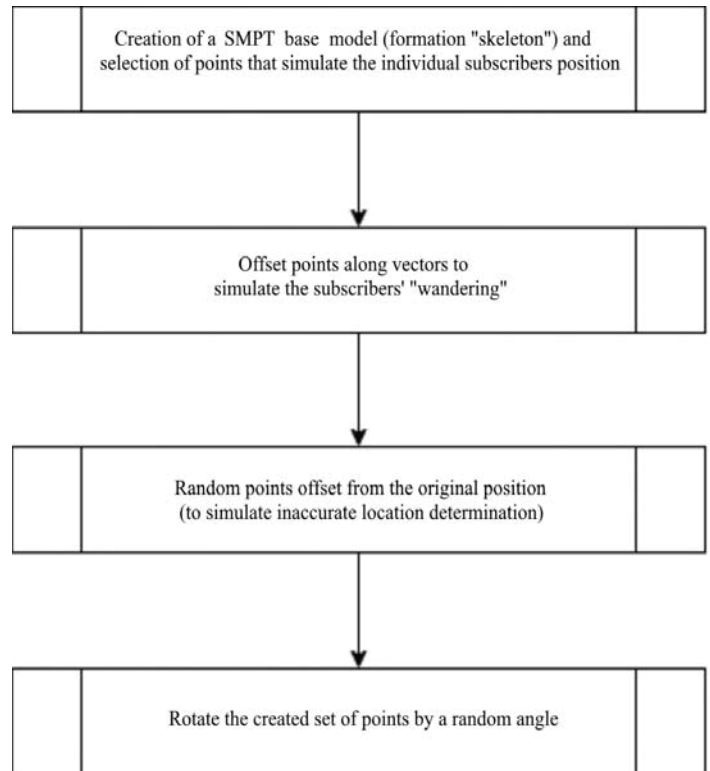 Creation of a SMPT base model (formation "skeleton") and
selection of points that simulate the individual subscribers position
Offset points along vectors to
simulate the subscribers' "wandering"
Random points offset from the original position
(to simulate inaccurate location determination)
Rotate the created set of points by a random angle